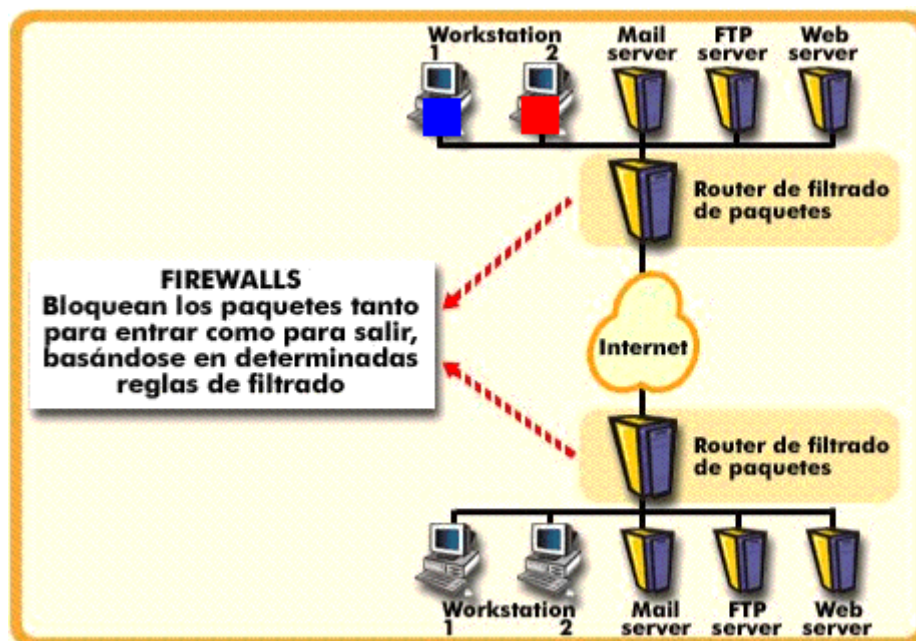 Workstation
1 2
Mail
server
FTP
server
Web
server
Router de filtrado
de paquetes
FIREWALLS
Bloquean los paquetes tanto
para entrar como para salir,
basándose en determinadas
reglas de filtrado
Internet
Router de filtrado
de paquetes
Workstation
1 2
Mail
server
FTP
server
Web
server